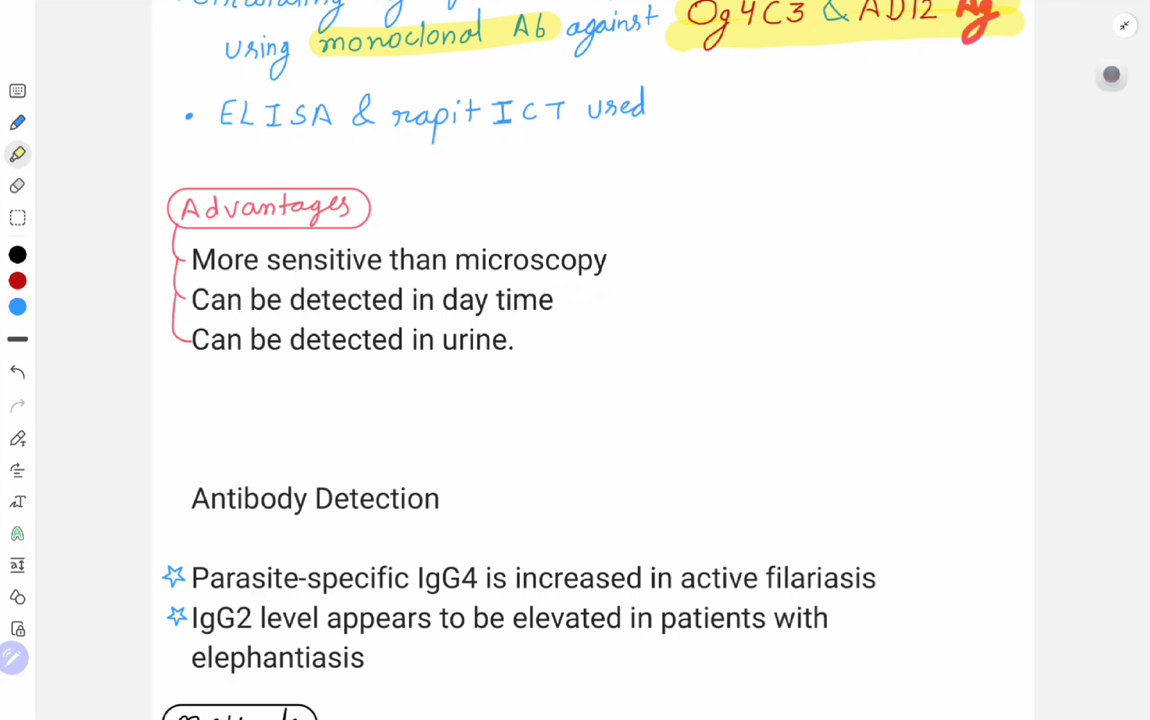 using monoclonal Ab against Og4C3 & AD12 Ag
• ELISA & rapit ICT used
Advantages
More sensitive than microscopy
Can be detected in day time
Can be detected in urine.
Antibody Detection
Parasite-specific IgG4 is increased in active filariasis
IgG2 level appears to be elevated in patients with
elephantiasis